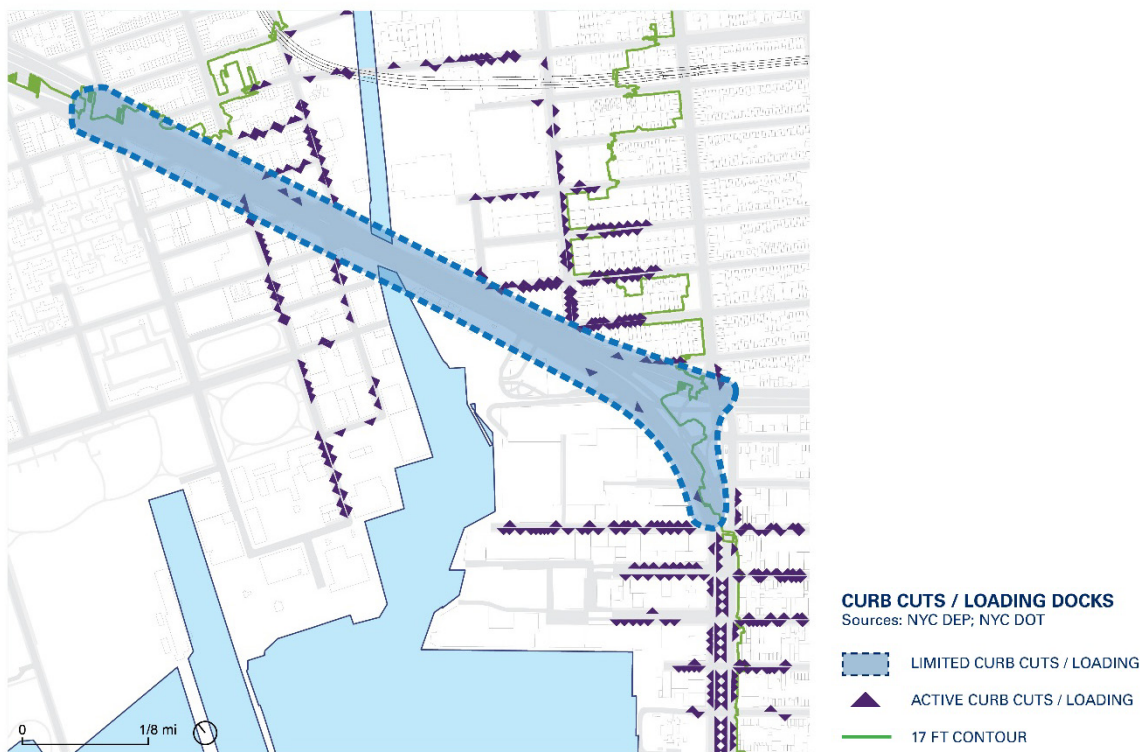 0
1/8 mi
CURB CUTS / LOADING DOCKS
Sources: NYC DEP; NYC DOT
LIMITED CURB CUTS / LOADING
ACTIVE CURB CUTS / LOADING
17 FT CONTOUR